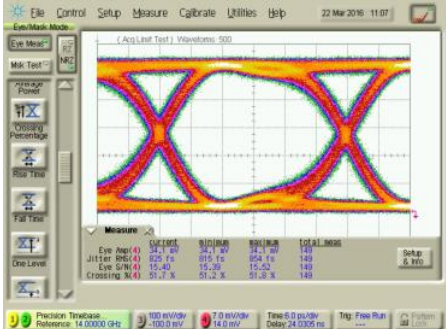 File Control Setup Measure Calibrate Utilities Help 22 Mar 2016 11:07
Eye/Mask Mode
Eye Meas
RZ
NRZ
Msk Test
( Acq Limit Test ) Waveforms: 500
Average
Power
Crossing
Percentage
Rise Time
Fall Time
One Level
Measure
current minimum maximum total meas
Eye Amp(4) 34.1 mV 34.1 mV 34.1 mV 149
Jitter RMS(4) 825 fs 815 fs 854 fs 149
Eye S/N(4) 15.40 15.39 15.52 149
Crossing %(4) 51.7 % 51.2 % 51.8 % 149
Setup
& Info
1 2 Precision Timebase...
Reference: 14.00000 GHz
3 100 mV/div
-100.0 mV
4 7.0 mV/div
14.0 mV
Time:6.0 ps/div
Delay:24.0305 ns
Trig: Free Run
---
Pattern
Lock